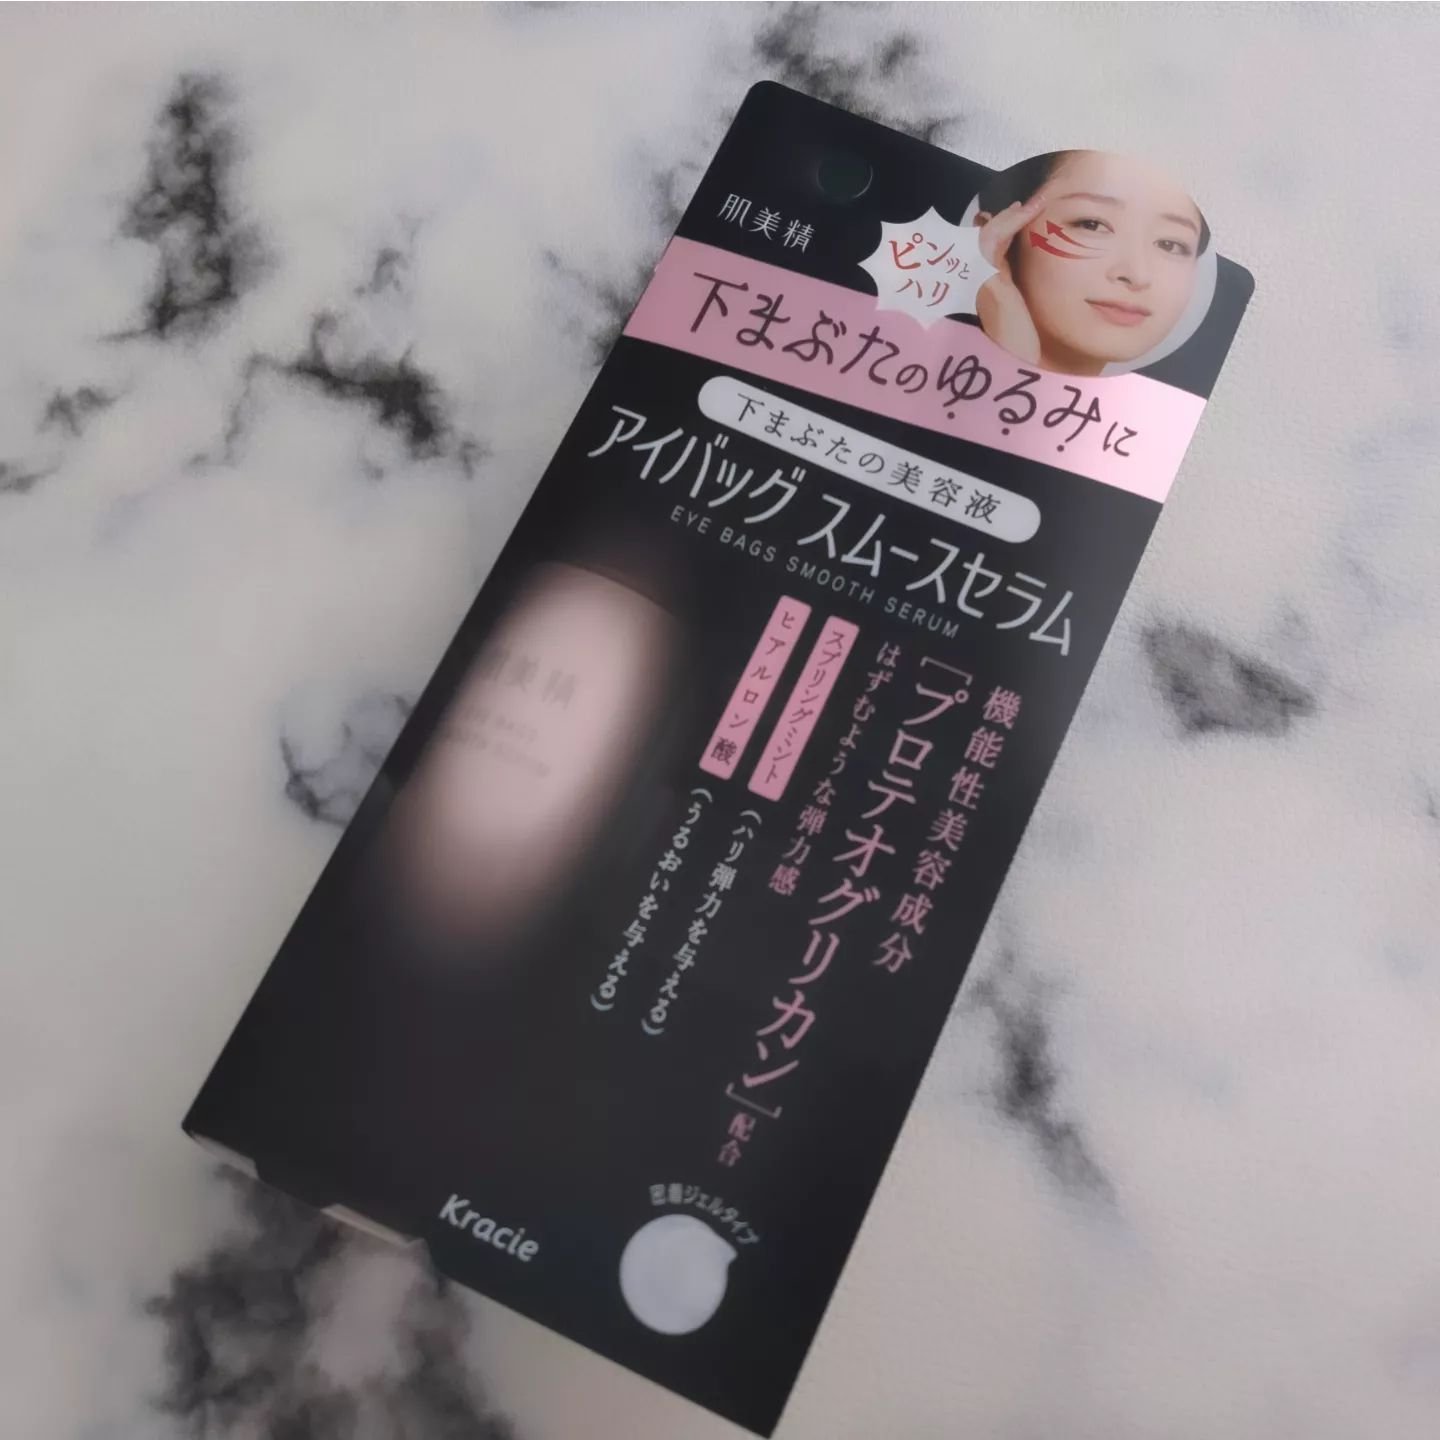 肌美精
ピンッと
ハリ
下まぶたのゆるみに
下まぶたの美容液
アイバッグ スムースセラム
EYE BAGS SMOOTH SERUM
機能性美容成分
[プロテオグリカン]配合
はずむような弾力感
スプリングミント(ハリ弾力を与える)
ヒアルロン酸(うるおいを与える)
肌美精
密着ジェルタイプ
Kracie